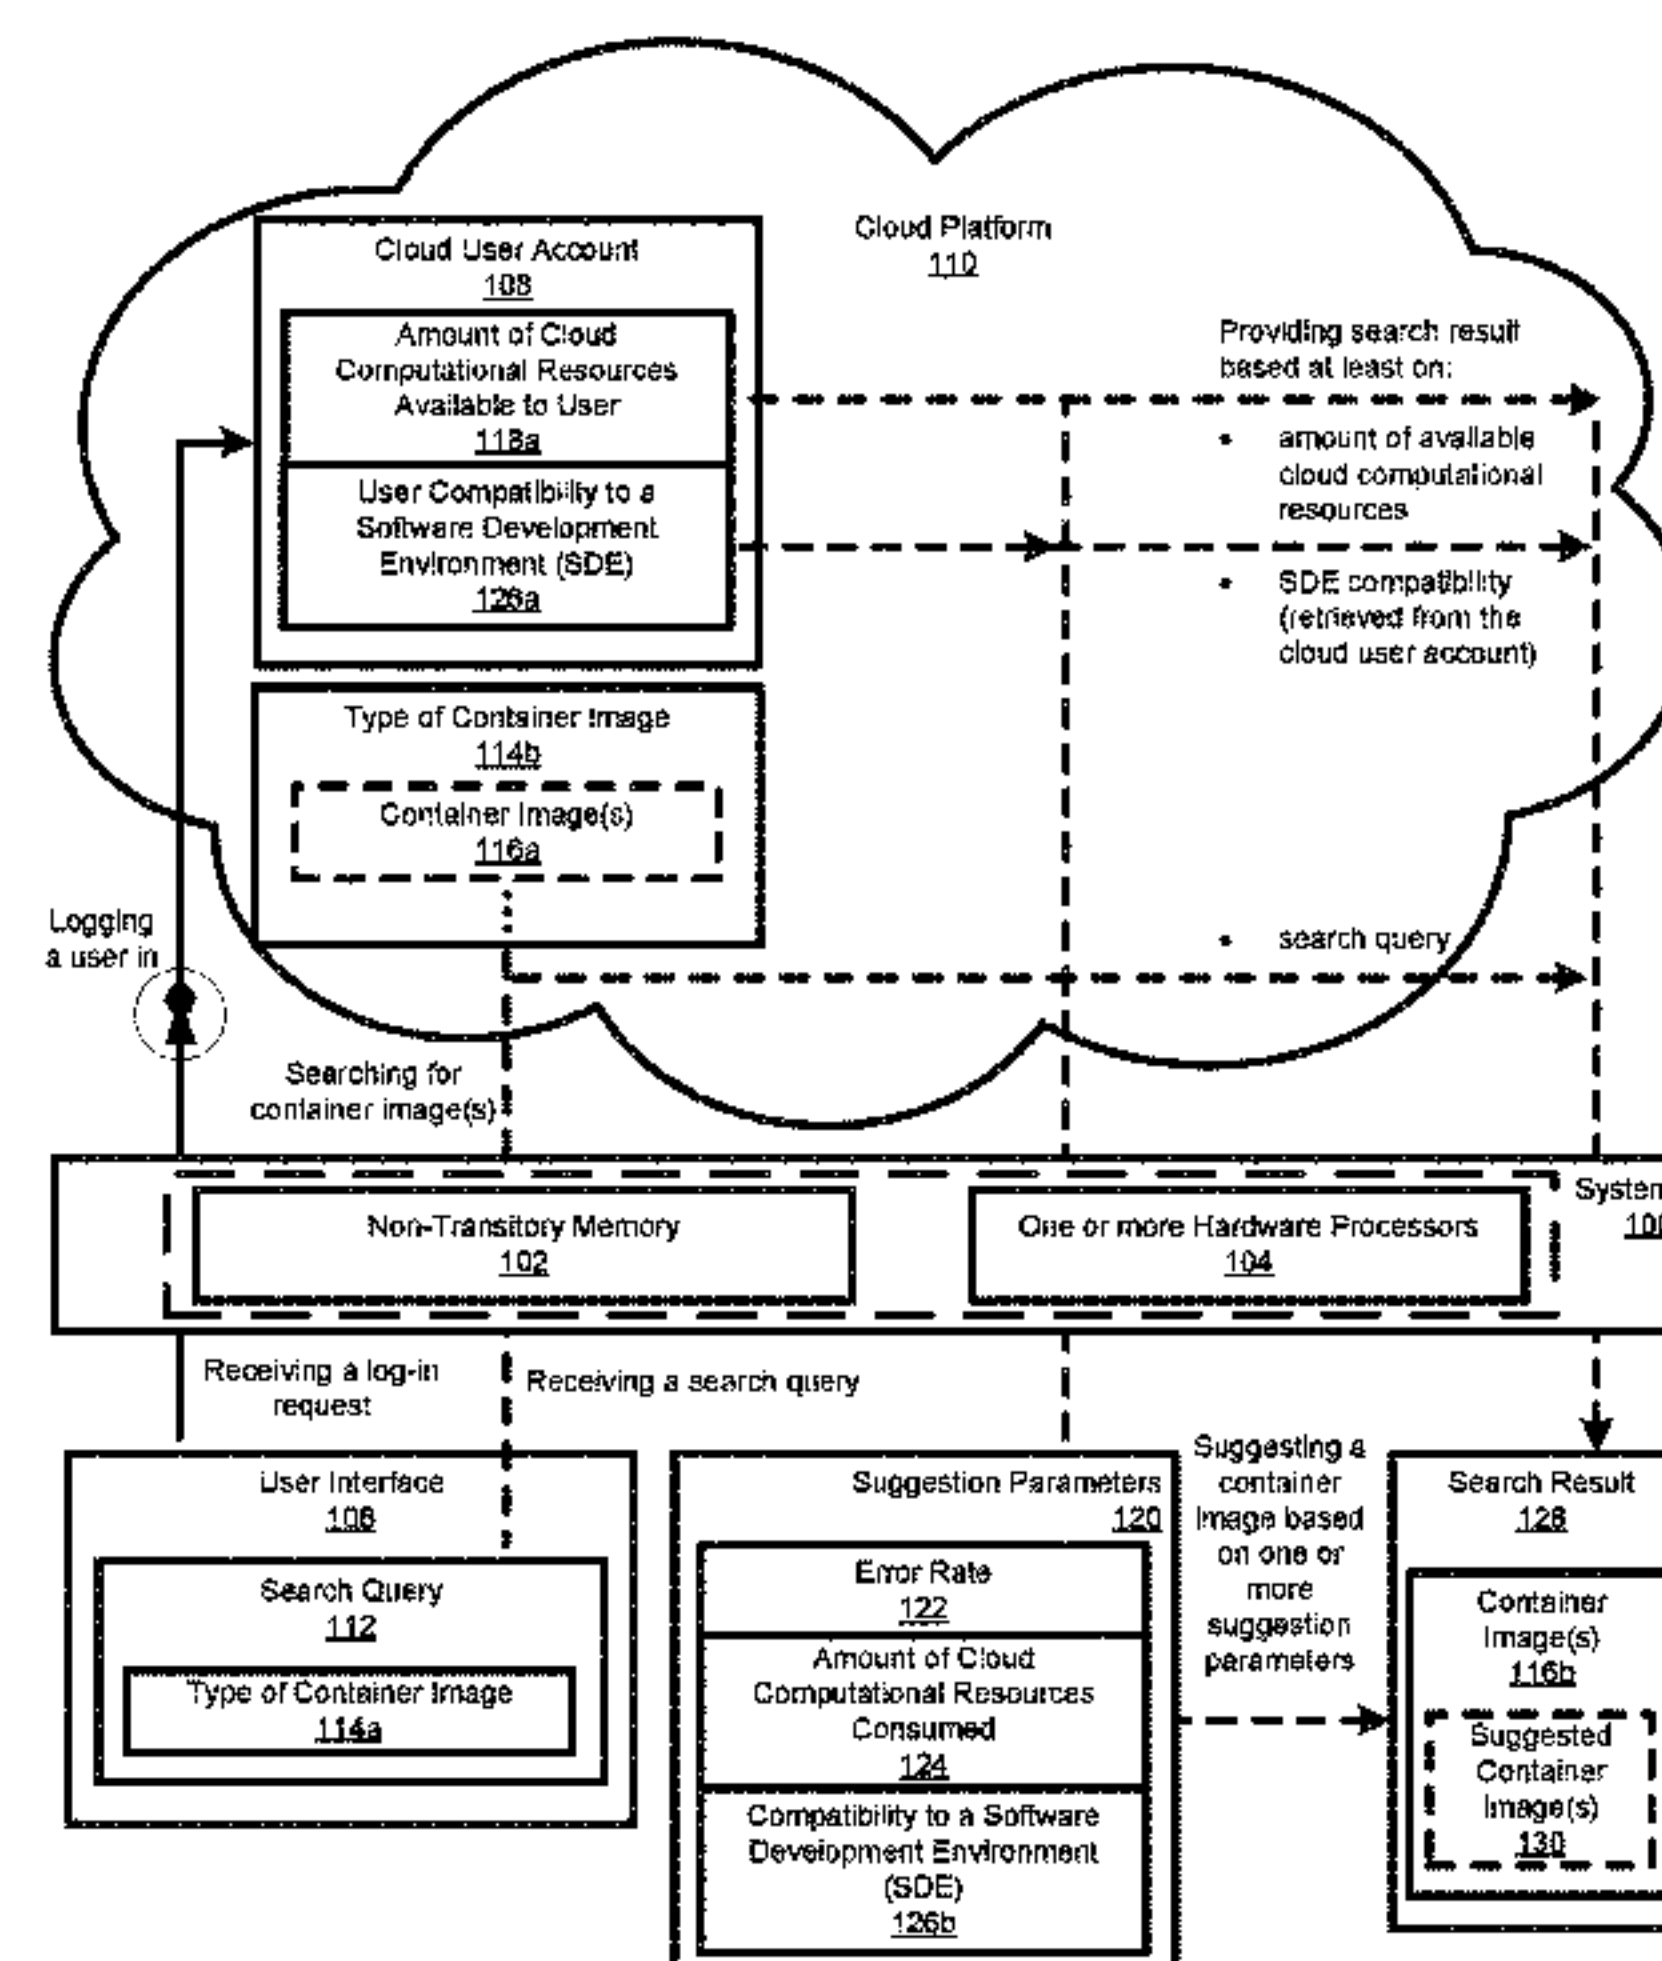 Cloud Platform
110
Cloud User Account
108
Amount of Cloud
Computational Resources
Available to User
118a
User Compatibility to a
Software Development
Environment (SDE)
126a
Providing search result
based at least on:
• amount of available
cloud computational
resources
• SDE compatibility
(retrieved from the
cloud user account)
• search query
Type of Container Image
114b
Container Image(s)
116a
Logging
a user in
Searching for
container image(s)
Non-Transitory Memory
102
One or more Hardware Processors
104
Receiving a log-in
request
Receiving a search query
User Interface
106
Search Query
112
Type of Container Image
114a
Suggestion Parameters
120
Error Rate
122
Amount of Cloud
Computational Resources
Consumed
124
Compatibility to a Software
Development Environment
(SDE)
126b
Suggesting a
container
image based
on one or
more
suggestion
parameters
Search Result
128
Container
Image(s)
116b
Suggested
Container
Image(s)
130